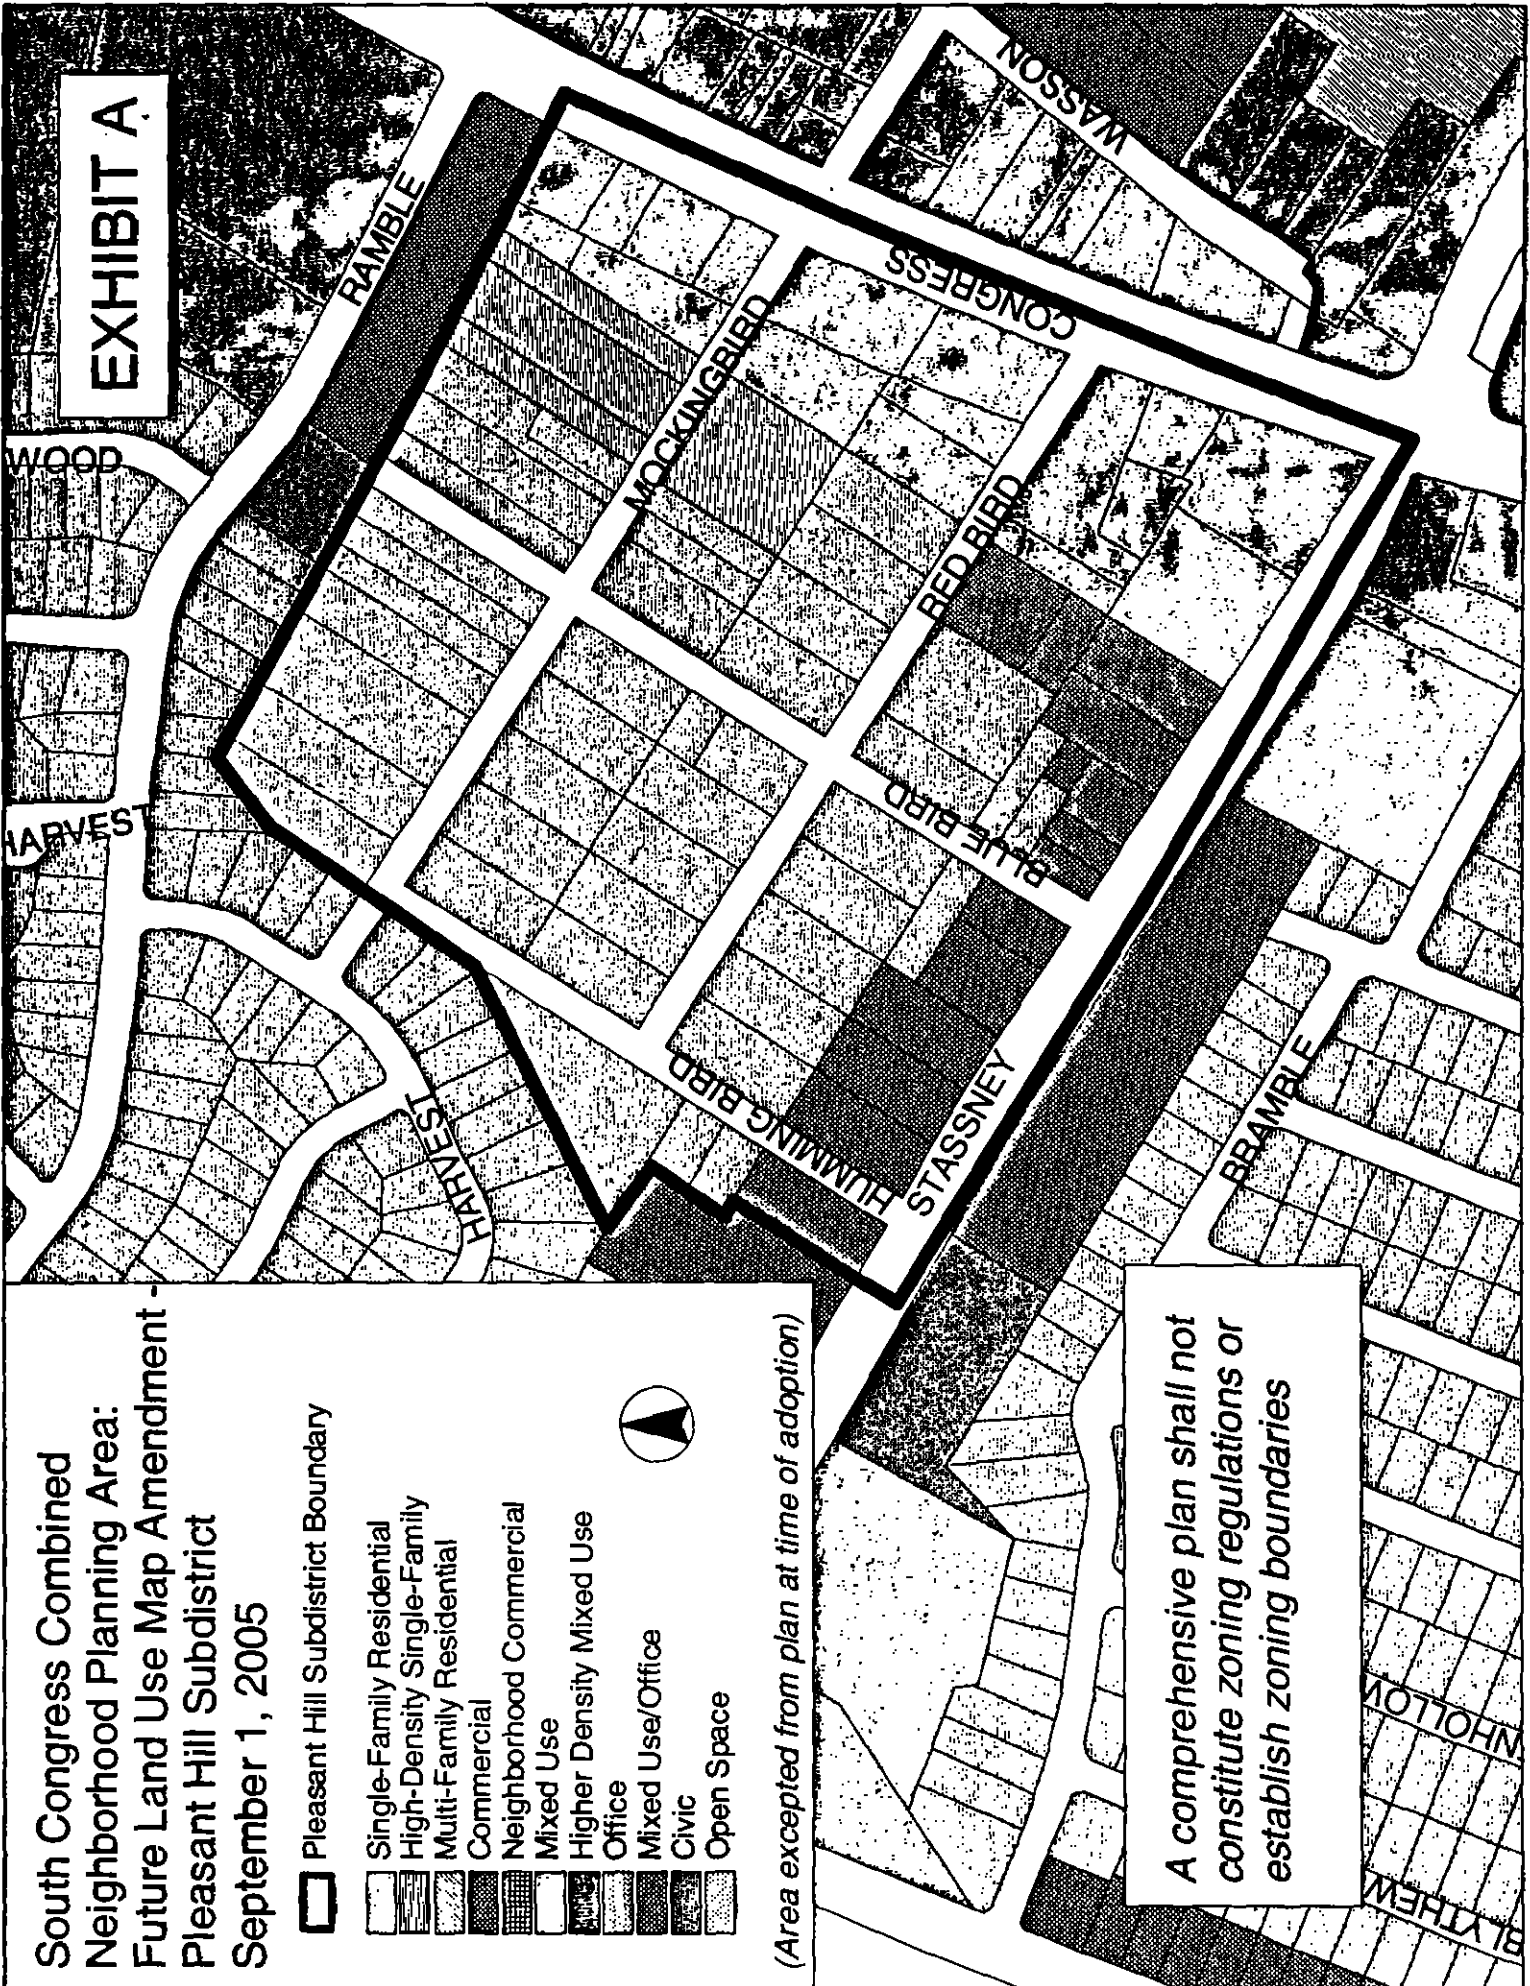 EXHIBIT A
South Congress Combined
Neighborhood Planning Area:
Future Land Use Map Amendment -
Pleasant Hill Subdistrict
September 1, 2005
Pleasant Hill Subdistrict Boundary
Single-Family Residential
High-Density Single-Family
Multi-Family Residential
Commercial
Neighborhood Commercial
Mixed Use
Higher Density Mixed Use
Office
Mixed Use/Office
Civic
Open Space
(Area excepted from plan at time of adoption)
A comprehensive plan shall not
constitute zoning regulations or
establish zoning boundaries
WOOD
HARVEST
RAMBLE
WASSON
CONGRESS
MOCKINGBIRD
RED BIRD
BLUE BIRD
HUMMING BIRD
HARVEST
STASSNEY
BRAMBLE
NHOLLOW
BLYTHEW